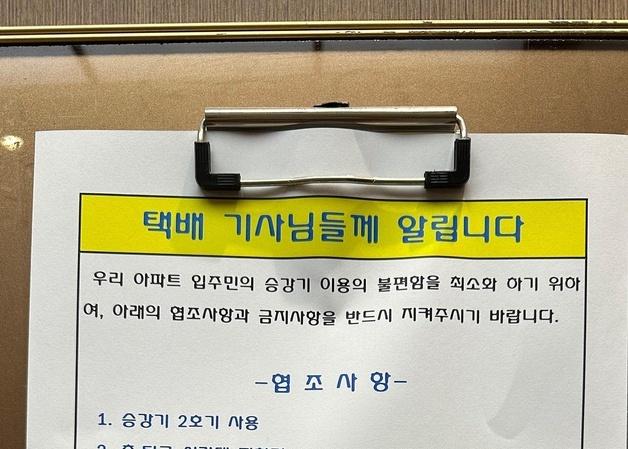 택배 기사님들께 알립니다
우리 아파트 입주민의 승강기 이용의 불편함을 최소화 하기 위하
여, 아래의 협조사항과 금지사항을 반드시 지켜주시기 바랍니다.
-협 조 사 항-
1. 승강기 2호기 사용